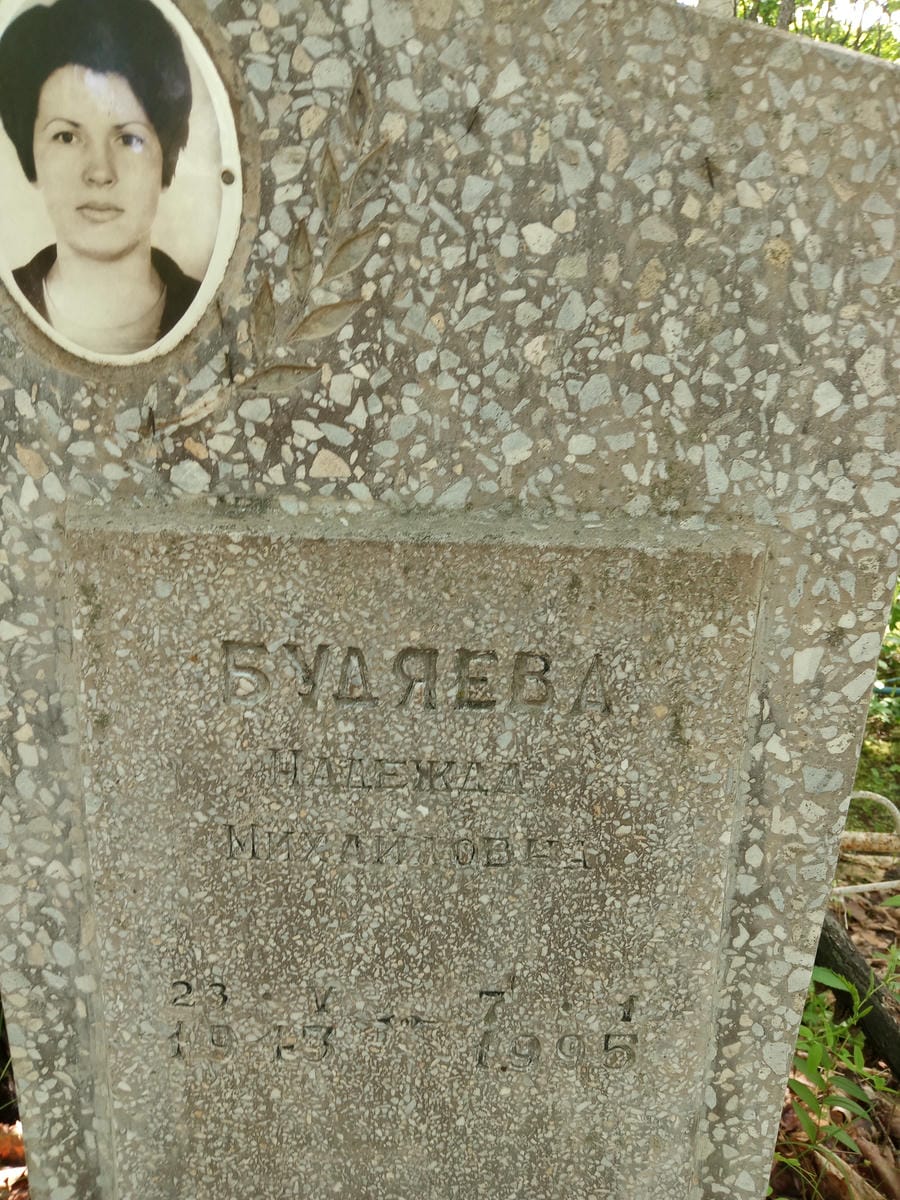 БУДЯЕВА
НАДЕЖДА
МИХАЙЛОВНА
23 . V 7 . I
1943 — 1995